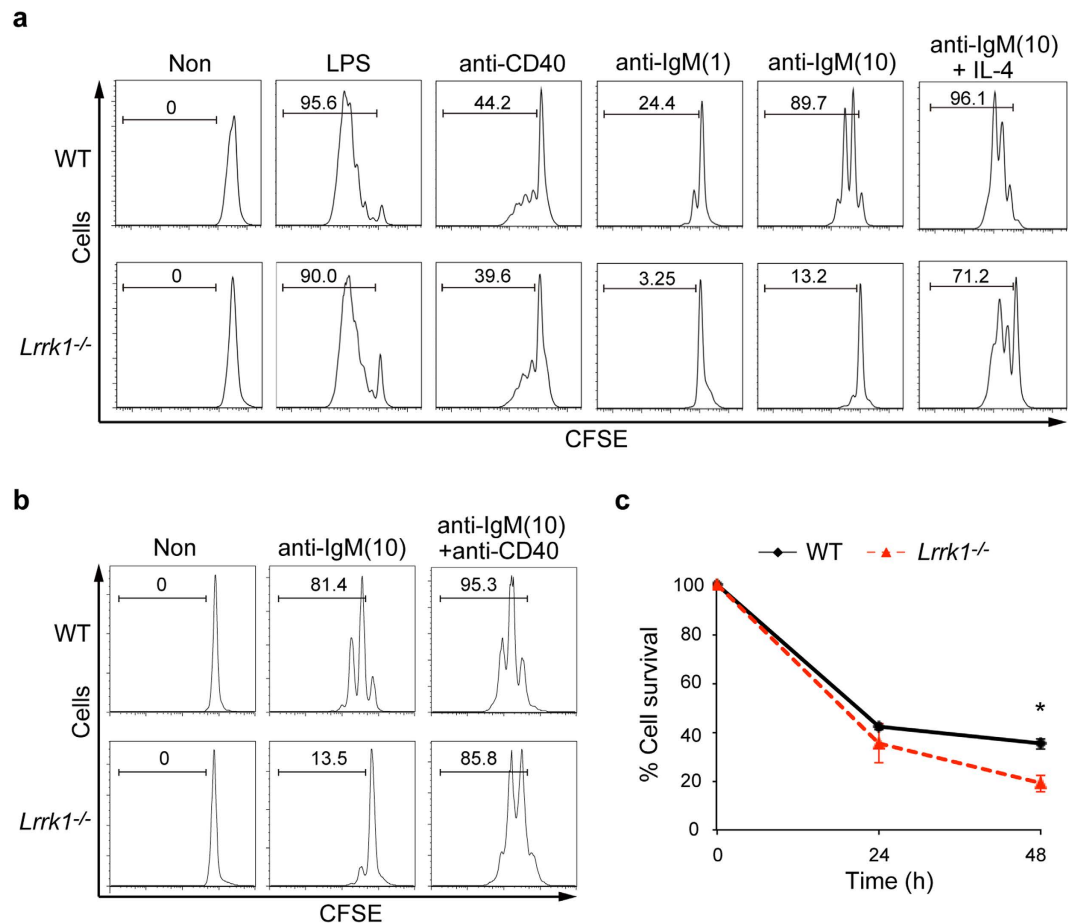 a
Non
LPS
anti-CD40
anti-IgM(1)
anti-IgM(10)
anti-IgM(10)
+ IL-4
WT
0
95.6
44.2
24.4
89.7
96.1
Cells
Lrrk1-/-
0
90.0
39.6
3.25
13.2
71.2
CFSE
b
Non
anti-IgM(10)
anti-IgM(10)
+anti-CD40
WT
0
81.4
95.3
Cells
Lrrk1-/-
0
13.5
85.8
CFSE
c
WT
Lrrk1-/-
% Cell survival
100
80
60
40
20
0
*
0
24
48
Time (h)